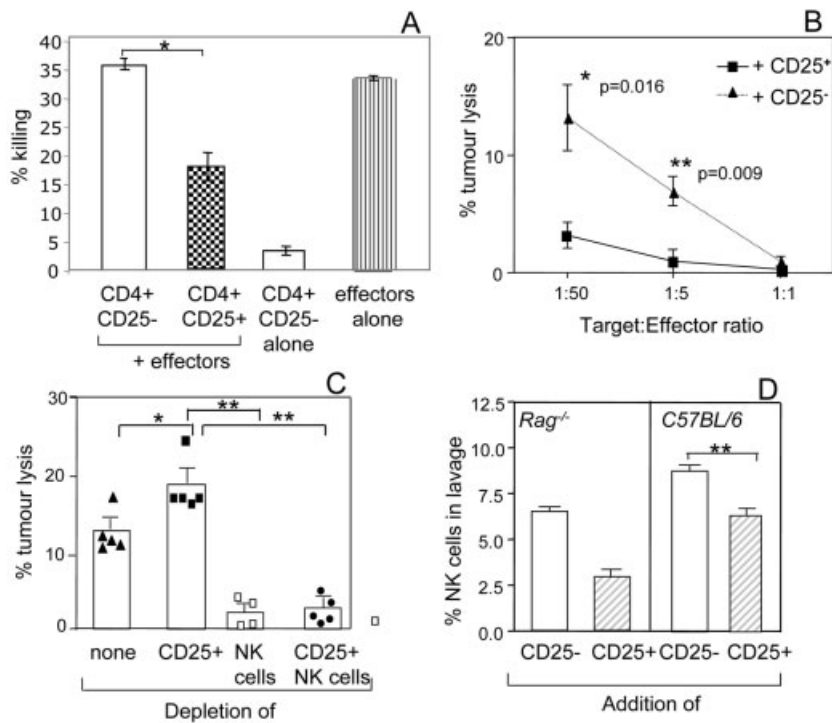 A
% killing
40
35
30
25
20
15
10
5
0
*
CD4+ CD4+ CD4+ effectors
CD25- CD25+ CD25- alone
alone
+ effectors
B
% tumour lysis
20
10
0
+ CD25+
+ CD25-
* p=0.016
** p=0.009
1:50 1:5 1:1
Target:Effector ratio
C
% tumour lysis
30
20
10
0
* ** **
none CD25+ NK CD25+
cells NK cells
Depletion of
D
% NK cells in lavage
12.5
10.0
7.5
5.0
2.5
0.0
Rag-/- C57BL/6
**
CD25- CD25+ CD25- CD25+
Addition of